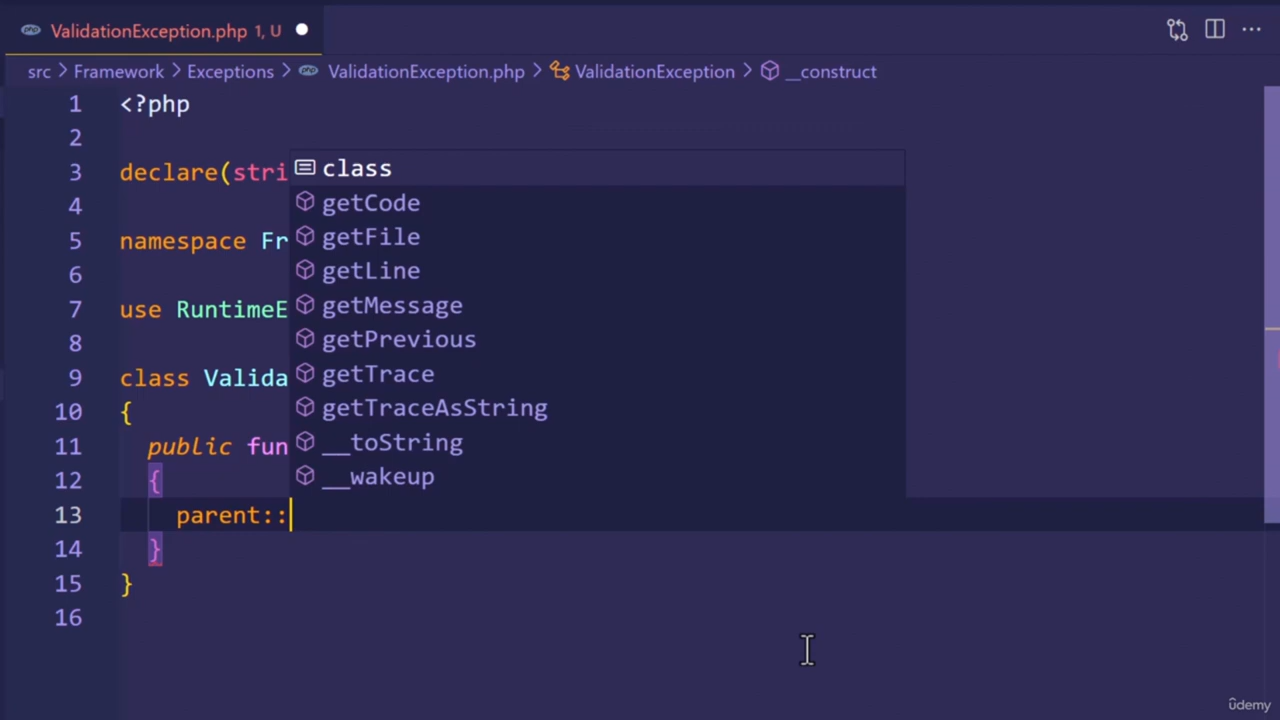 ValidationException.php 1, U
src > Framework > Exceptions > ValidationException.php > ValidationException > __construct
1 <?php
2
3 declare(stri
4
5 namespace Fr
6
7 use RuntimeE
8
9 class Valida
10 {
11 public fun
12 {
13 parent::
14 }
15 }
16
class
getCode
getFile
getLine
getMessage
getPrevious
getTrace
getTraceAsString
__toString
__wakeup
ûdemy